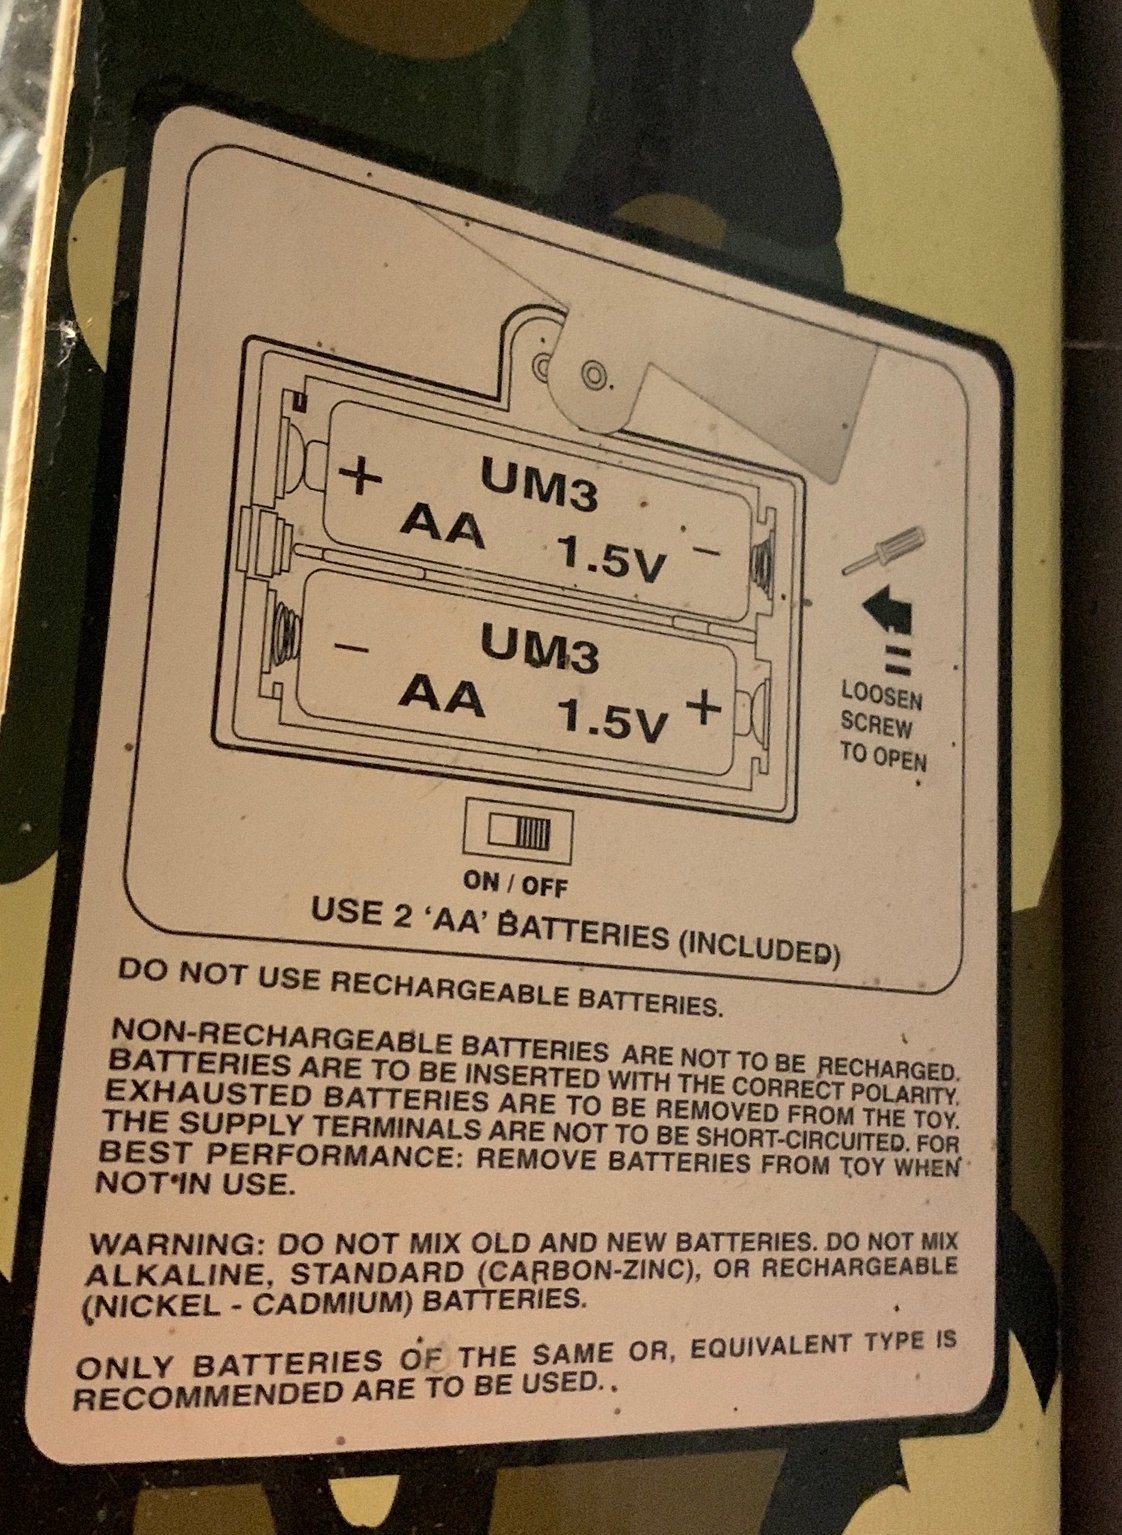 + UM3
AA 1.5V −
− UM3
AA 1.5V +
LOOSEN
SCREW
TO OPEN
ON / OFF
USE 2 ‘AA’ BATTERIES (INCLUDED)
DO NOT USE RECHARGEABLE BATTERIES.
NON-RECHARGEABLE BATTERIES ARE NOT TO BE RECHARGED.
BATTERIES ARE TO BE INSERTED WITH THE CORRECT POLARITY.
EXHAUSTED BATTERIES ARE TO BE REMOVED FROM THE TOY.
THE SUPPLY TERMINALS ARE NOT TO BE SHORT-CIRCUITED. FOR
BEST PERFORMANCE: REMOVE BATTERIES FROM TOY WHEN
NOT IN USE.
WARNING: DO NOT MIX OLD AND NEW BATTERIES. DO NOT MIX
ALKALINE, STANDARD (CARBON-ZINC), OR RECHARGEABLE
(NICKEL - CADMIUM) BATTERIES.
ONLY BATTERIES OF THE SAME OR, EQUIVALENT TYPE IS
RECOMMENDED ARE TO BE USED..